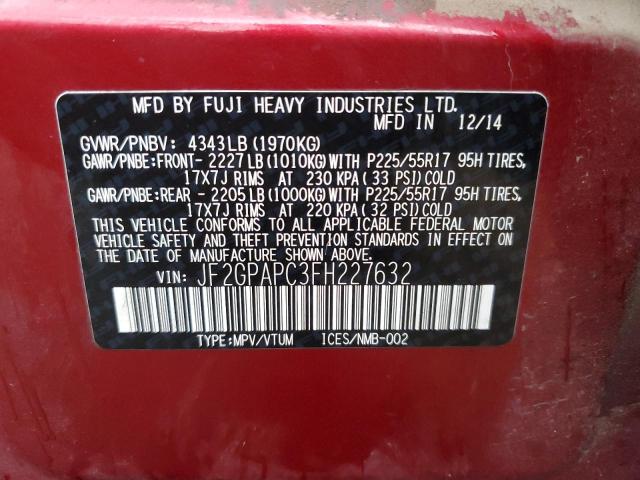 MFD BY FUJI HEAVY INDUSTRIES LTD.
MFD IN 12/14
GVWR/PNBV: 4343LB(1970KG)
GAWR/PNBE:FRONT- 2227LB(1010KG)WITH P225/55R17 95H TIRES,
17X7J RIMS AT 230 KPA(33 PSI)COLD
GAWR/PNBE:REAR - 2205LB(1000KG)WITH P225/55R17 95H TIRES,
17X7J RIMS AT 220 KPA(32 PSI)COLD
THIS VEHICLE CONFORMS TO ALL APPLICABLE FEDERAL MOTOR
VEHICLE SAFETY AND THEFT PREVENTION STANDARDS IN EFFECT ON
THE DATE OF MANUFACTURE SHOWN ABOVE.
VIN: JF2GPAPC3FH227632
TYPE:MPV/VTUM ICES/NMB-002